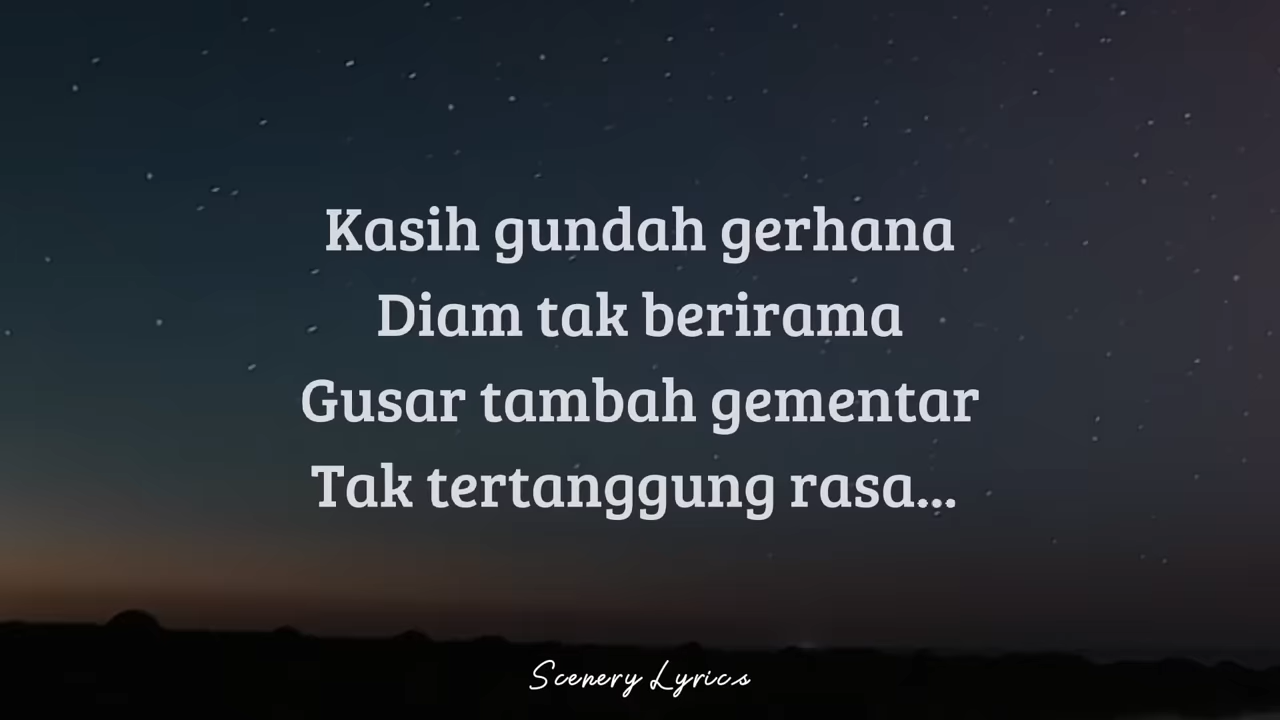 Kasih gundah gerhana
Diam tak berirama
Gusar tambah gementar
Tak tertanggung rasa...
Scenery Lyrics